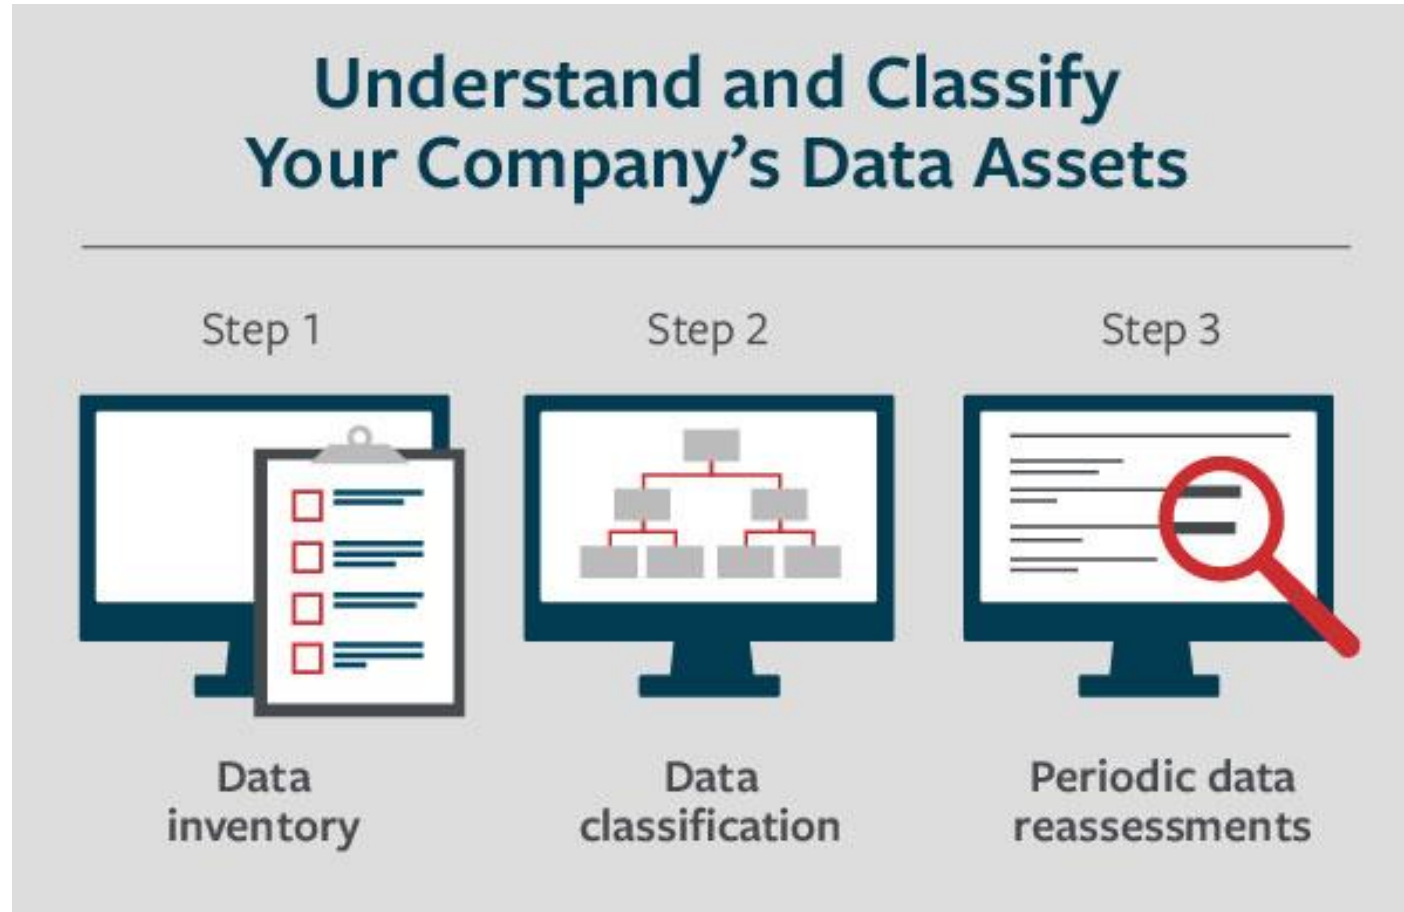 Understand and Classify
Your Company’s Data Assets
Step 1
Step 2
Step 3
Data
inventory
Data
classification
Periodic data
reassessments